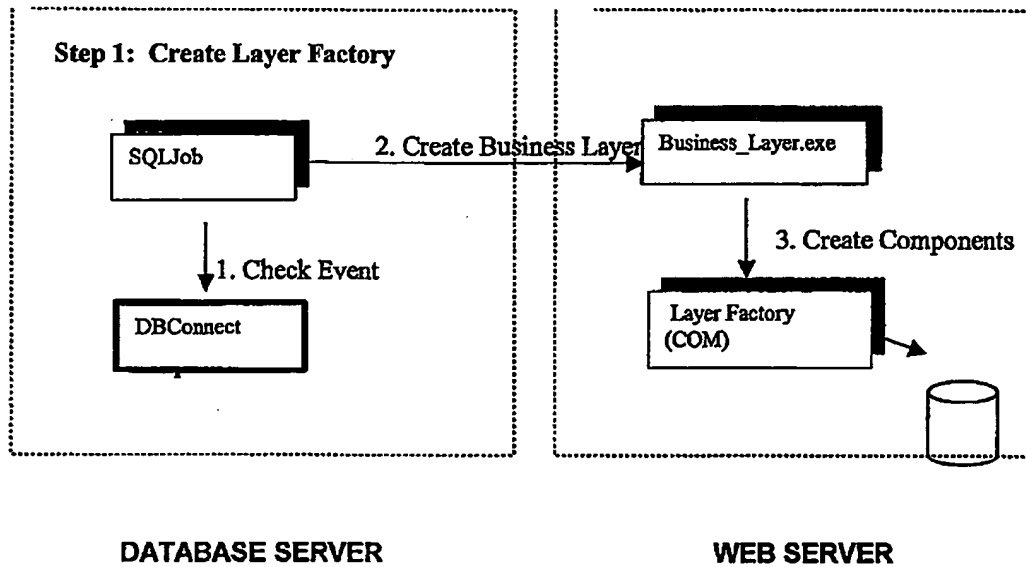 Step 1: Create Layer Factory
SQLJob
2. Create Business Layer
Business_Layer.exe
1. Check Event
3. Create Components
DBConnect
Layer Factory
(COM)
DATABASE SERVER
WEB SERVER